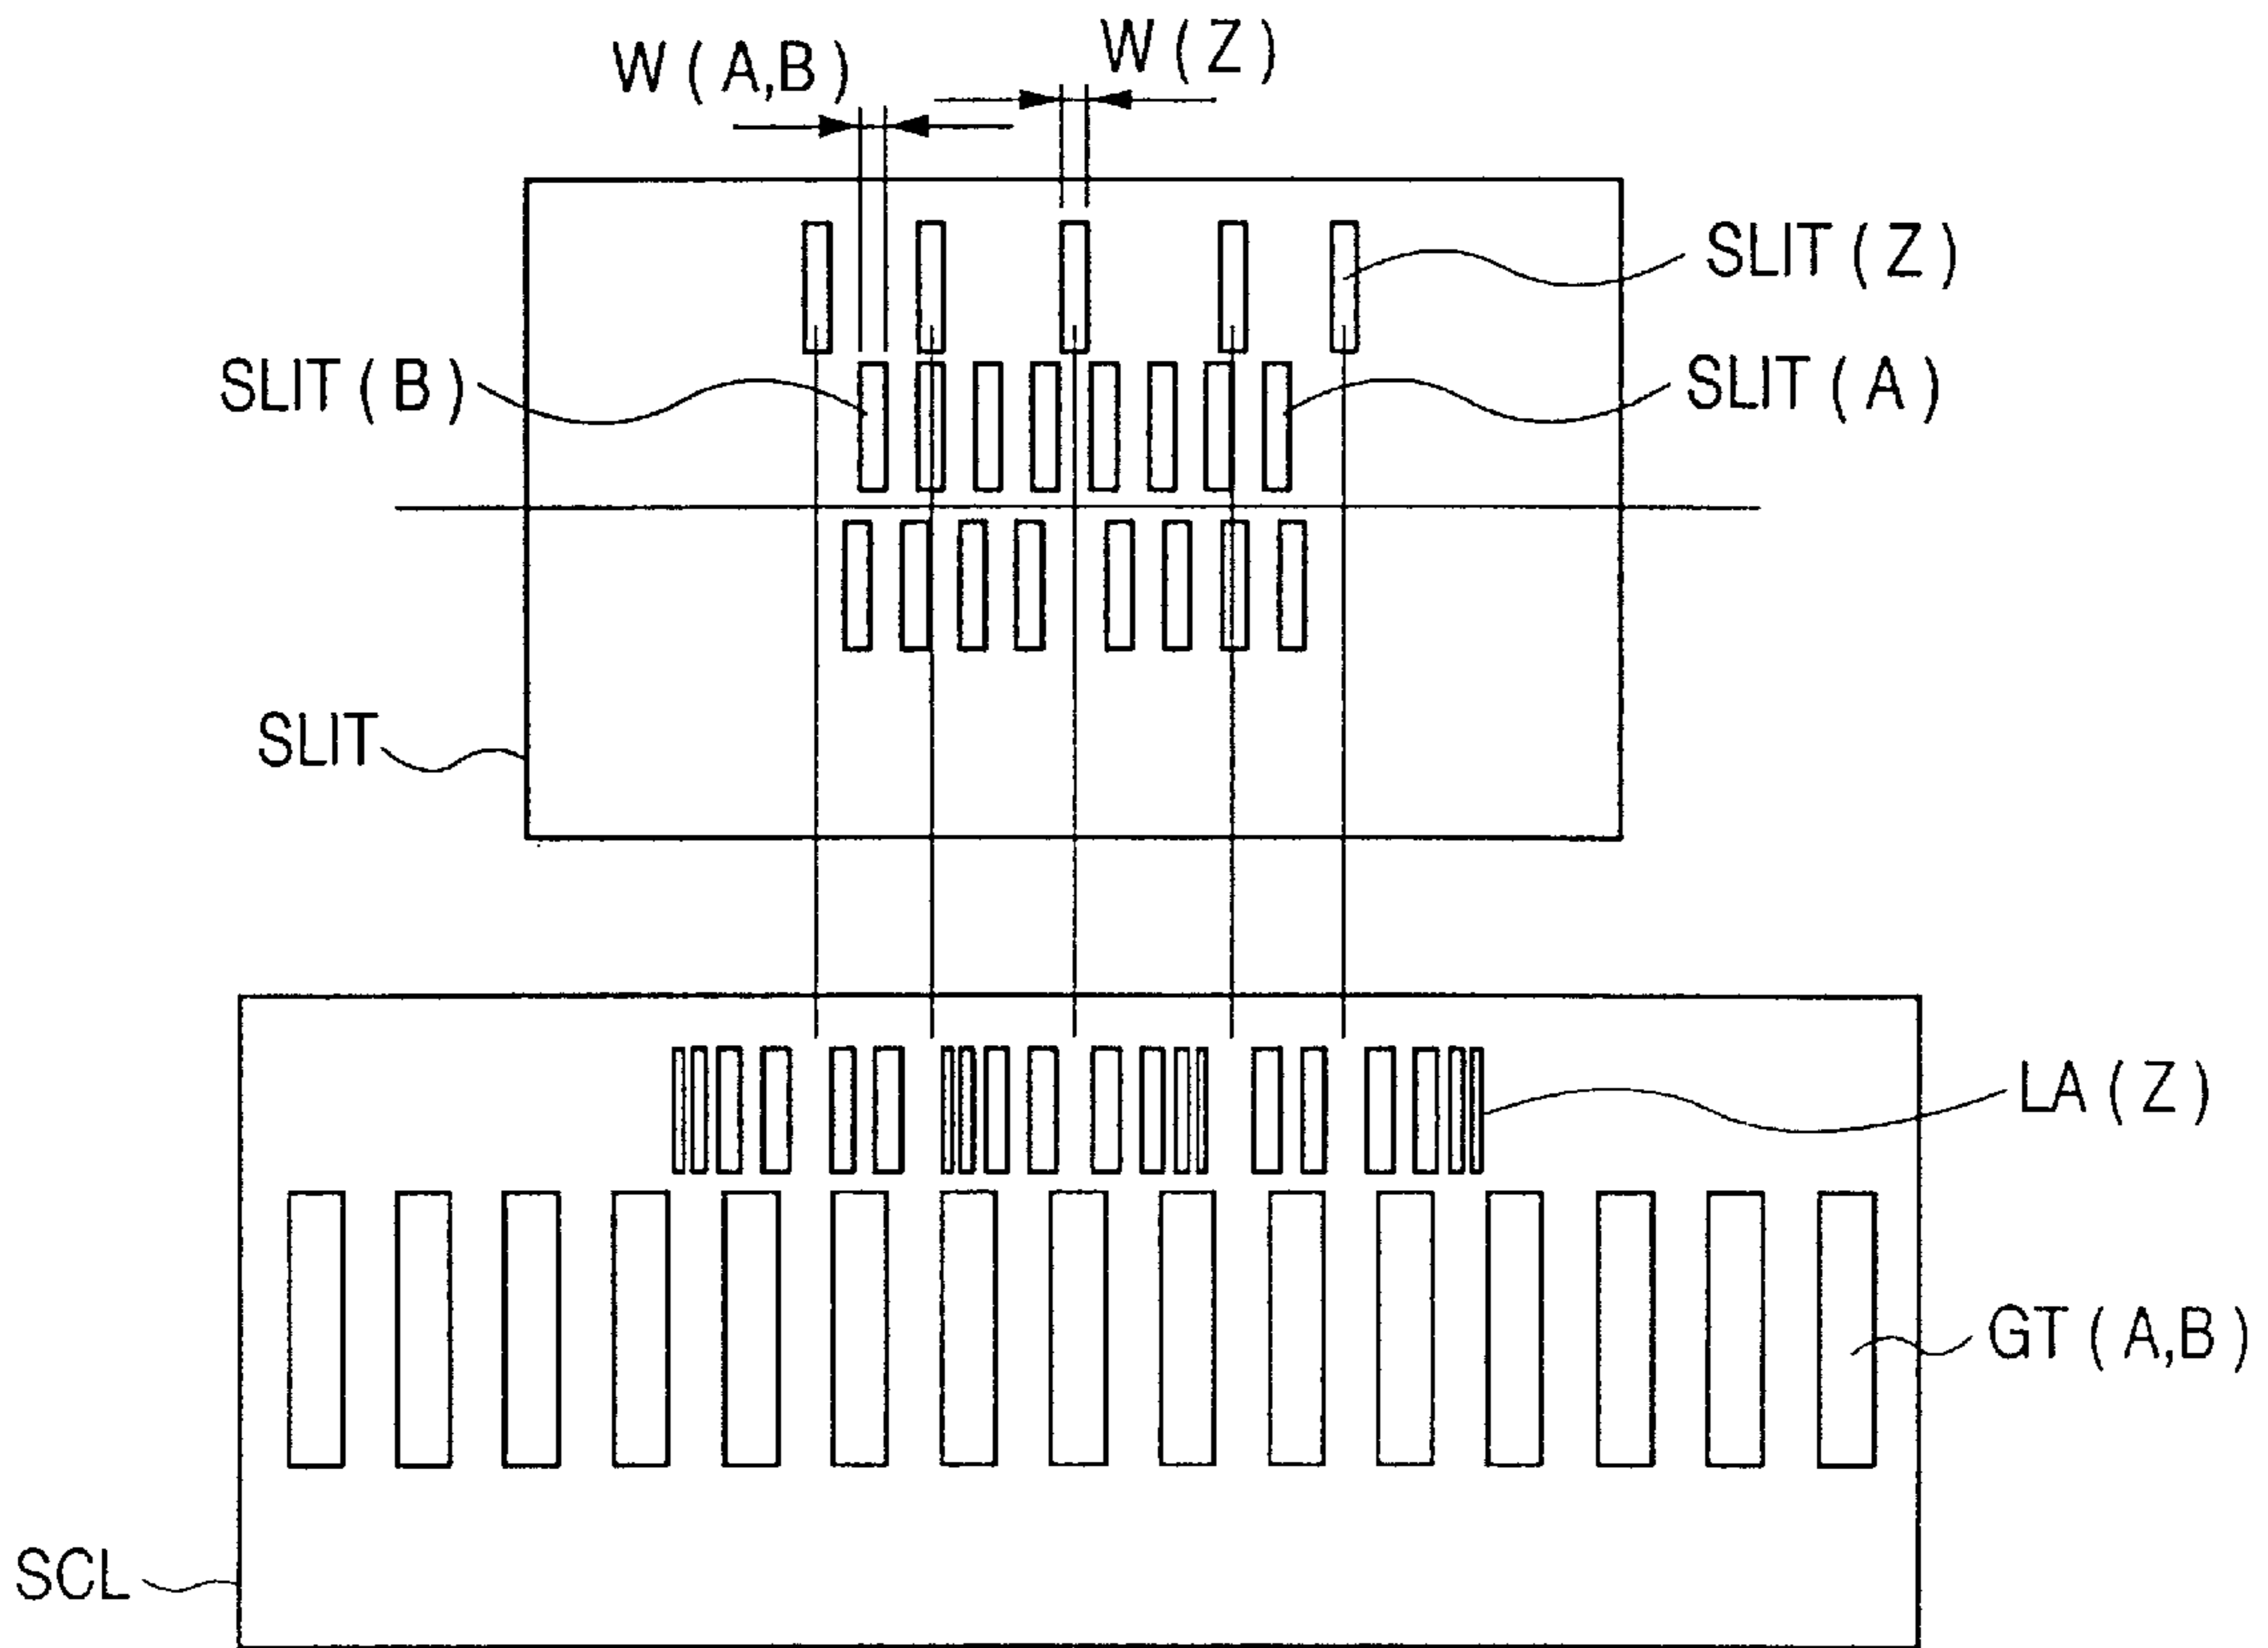 W(A,B)
W(Z)
SLIT(Z)
SLIT(B)
SLIT(A)
SLIT
LA(Z)
GT(A,B)
SCL